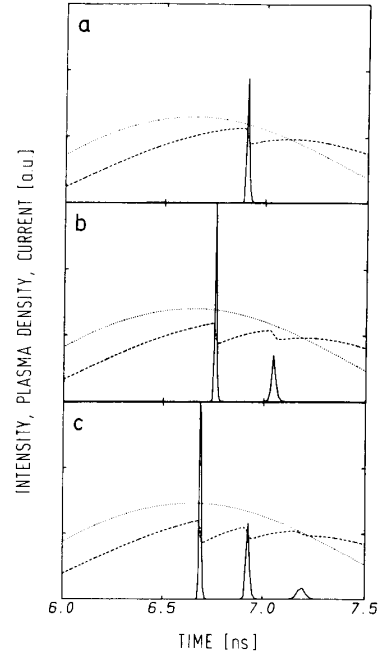 a
b
c
INTENSITY, PLASMA DENSITY, CURRENT [a.u]
6.0 6.5 7.0 7.5
TIME [ns]